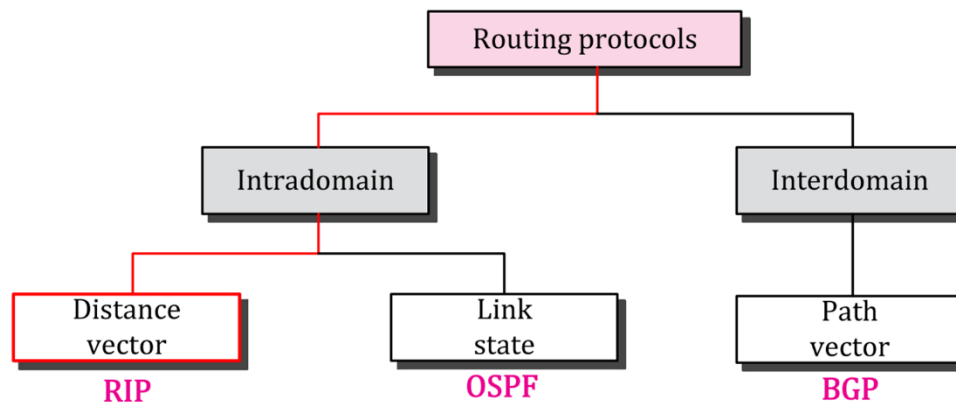 Routing protocols
Intradomain
Interdomain
Distance
vector
Link
state
Path
vector
RIP
OSPF
BGP